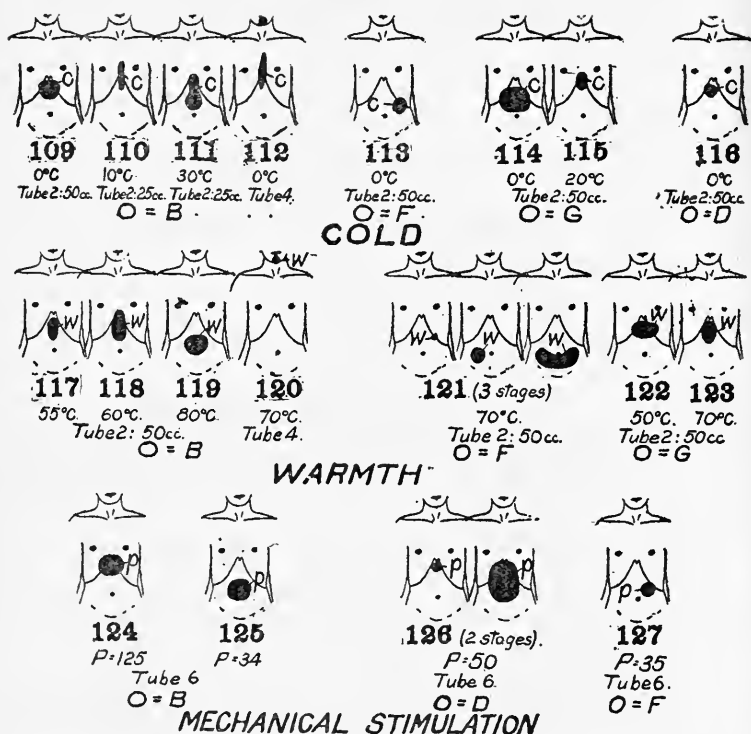 C C C C C C C C
109 110 111 112 113 114 115 116
0°C 10°C 30°C 0°C 0°C 0°C 20°C 0°C
Tube2:50cc. Tube2:25cc. Tube2:25cc. Tube4. Tube2:50cc. Tube2:50cc. Tube2:50cc.
O = B O = F. O = G O = D
COLD
W
W W W W W W W W
117 118 119 120 121 (3 stages) 122 123
55°C. 60°C. 80°C. 70°C. 70°C. 50°C. 70°C.
Tube2: 50cc. Tube4. Tube 2: 50cc. Tube2:50cc
O = B O = F O = G
WARMTH
P P P P P
124 125 126 (2 stages). 127
P=125 P=34 P=50 P=35
Tube 6 Tube 6. Tube6.
O = B O = D O = F
MECHANICAL STIMULATION